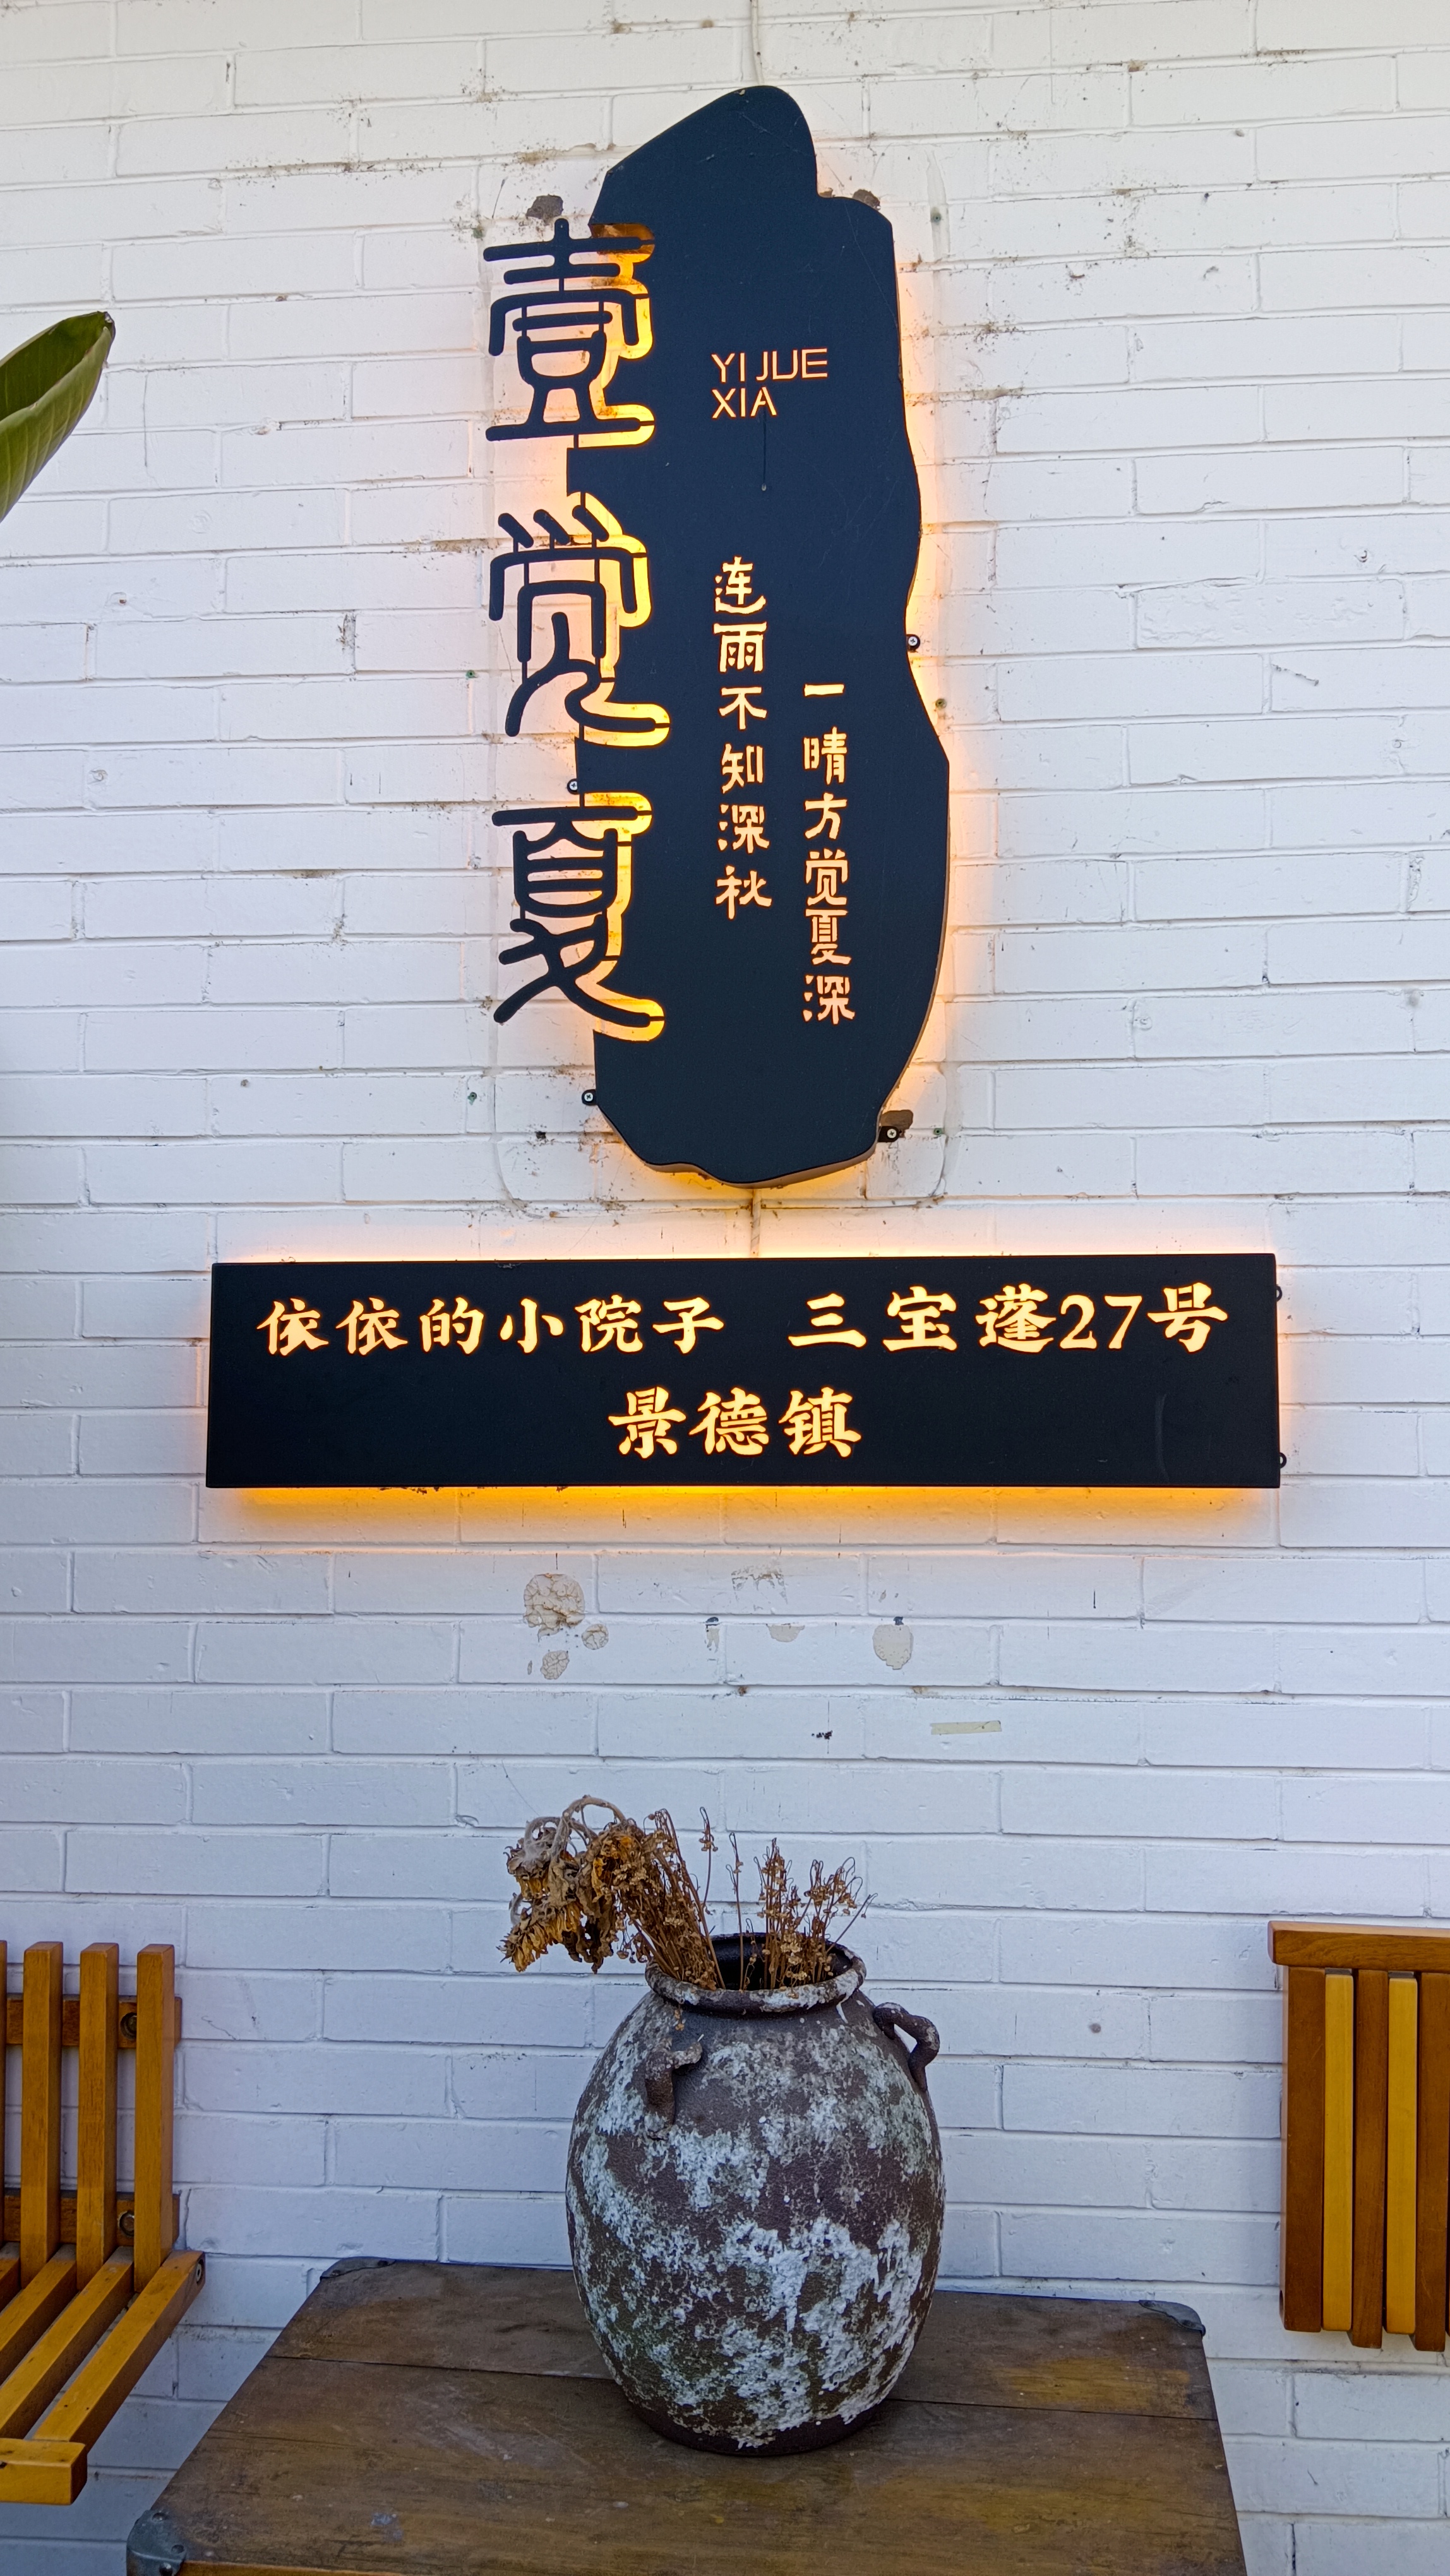 壹觉夏
YI JUE
XIA
连雨不知深秋
一晴方觉夏深
依依的小院子 三宝蓬27号
景德镇